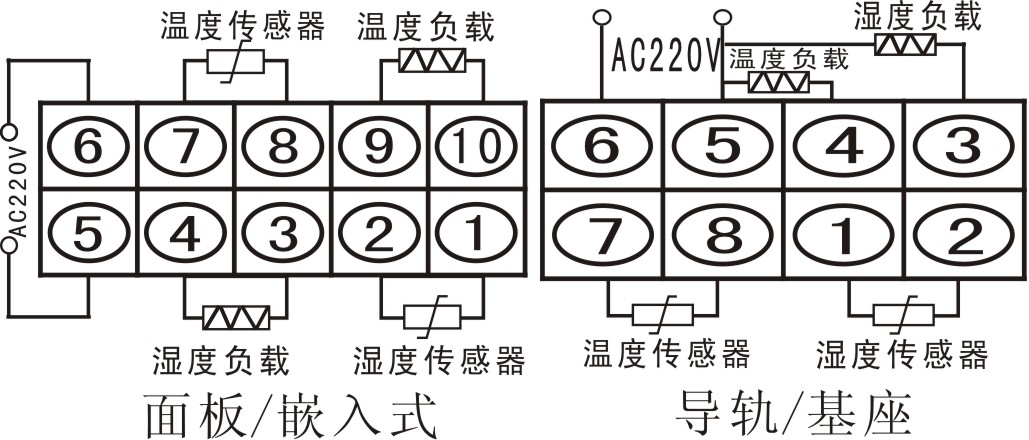 温度传感器 温度负载
AC220V
6 7 8 9 10
5 4 3 2 1
湿度负载 湿度传感器
面板/嵌入式
湿度负载
AC220V 温度负载
6 5 4 3
7 8 1 2
温度传感器 湿度传感器
导轨/基座